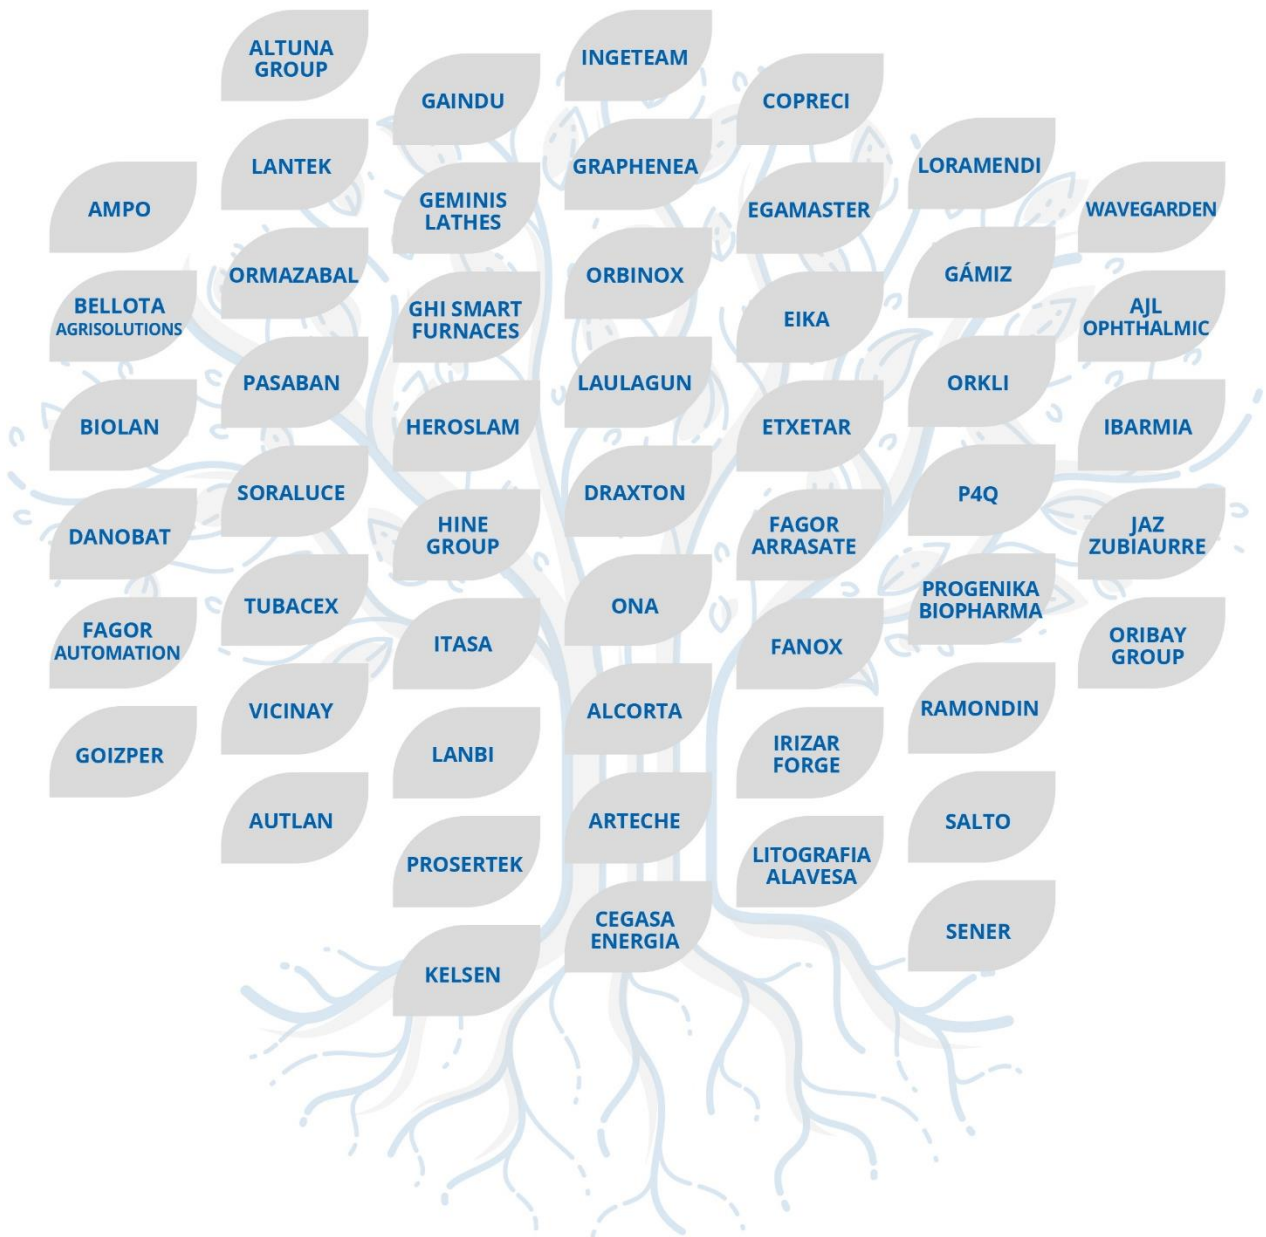 ALTUNA
GROUP
INGETEAM
GAINDU
COPRECI
LANTEK
GRAPHENEA
LORAMENDI
AMPO
GEMINIS
LATHES
EGAMASTER
WAVEGARDEN
ORMAZABAL
ORBINOX
GÁMIZ
BELLOTA
AGRISOLUTIONS
GHI SMART
FURNACES
EIKA
AJL
OPHTHALMIC
PASABAN
LAULAGUN
ORKLI
BIOLAN
HEROSLAM
ETXETAR
IBARMIA
SORALUCE
DRAXTON
P4Q
DANOBAT
HINE
GROUP
FAGOR
ARRASATE
JAZ
ZUBIAURRE
TUBACEX
ONA
PROGENIKA
BIOPHARMA
FAGOR
AUTOMATION
ITASA
FANOX
ORIBAY
GROUP
VICINAY
ALCORTA
RAMONDIN
GOIZPER
LANBI
IRIZAR
FORGE
AUTLAN
ARTECHE
SALTO
PROSERTEK
LITOGRAFIA
ALAVESA
CEGASA
ENERGIA
SENER
KELSEN